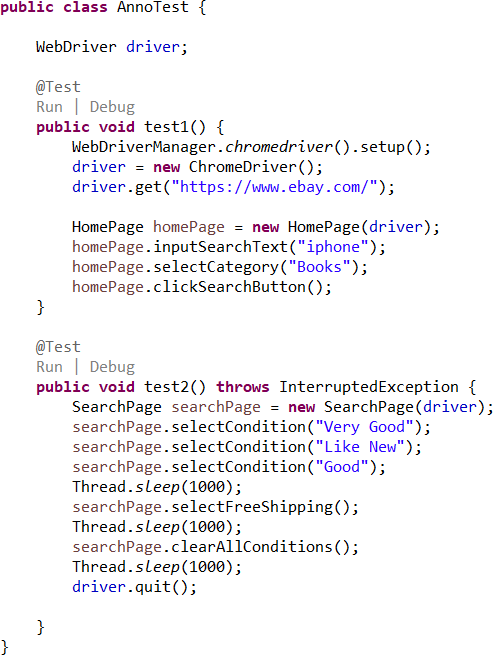 public class AnnoTest {
WebDriver driver;
@Test
Run | Debug
public void test1() {
WebDriverManager.chromedriver().setup();
driver = new ChromeDriver();
driver.get("https://www.ebay.com/");
HomePage homePage = new HomePage(driver);
homePage.inputSearchText("iphone");
homePage.selectCategory("Books");
homePage.clickSearchButton();
}
@Test
Run | Debug
public void test2() throws InterruptedException {
SearchPage searchPage = new SearchPage(driver);
searchPage.selectCondition("Very Good");
searchPage.selectCondition("Like New");
searchPage.selectCondition("Good");
Thread.sleep(1000);
searchPage.selectFreeShipping();
Thread.sleep(1000);
searchPage.clearAllConditions();
Thread.sleep(1000);
driver.quit();
}
}